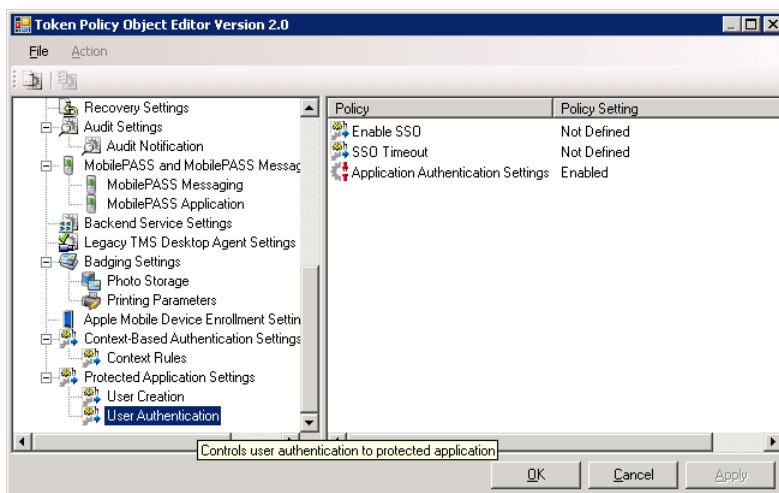 Token Policy Object Editor Version 2.0
File Action
Recovery Settings
Audit Settings
Audit Notification
MobilePASS and MobilePASS Messag
MobilePASS Messaging
MobilePASS Application
Backend Service Settings
Legacy TMS Desktop Agent Settings
Badging Settings
Photo Storage
Printing Parameters
Apple Mobile Device Enrollment Settin
Context-Based Authentication Settings
Context Rules
Protected Application Settings
User Creation
User Authentication
Policy Policy Setting
Enable SSO Not Defined
SSO Timeout Not Defined
Application Authentication Settings Enabled
Controls user authentication to protected application
OK Cancel Apply